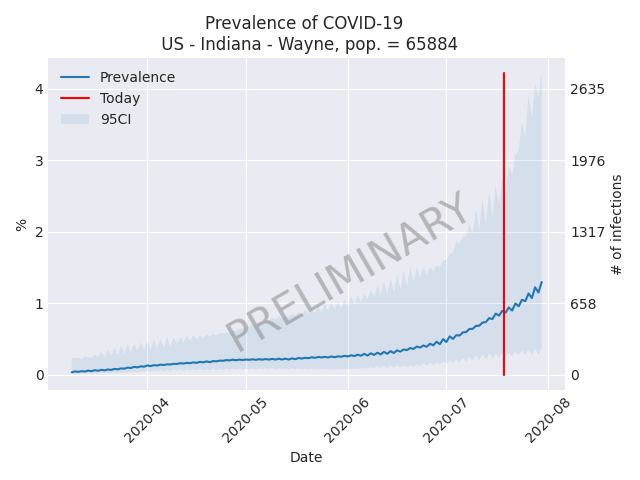 Prevalence of COVID-19
US - Indiana - Wayne, pop. = 65884
Prevalence
Today
95CI
PRELIMINARY
4
3
2
1
0
%
2635
1976
1317
658
0
# of infections
2020-04
2020-05
2020-06
2020-07
2020-08
Date